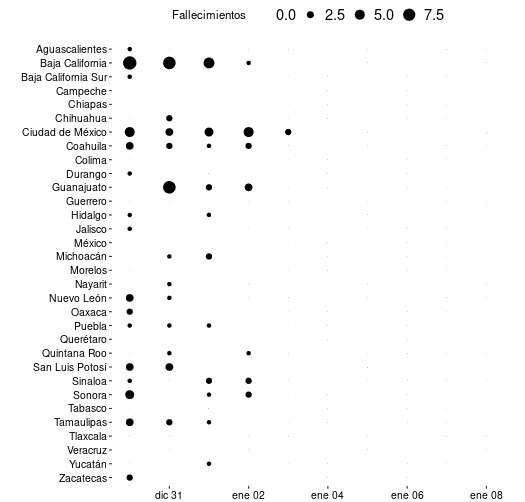 Fallecimientos 0.0 2.5 5.0 7.5
Aguascalientes
Baja California
Baja California Sur
Campeche
Chiapas
Chihuahua
Ciudad de México
Coahuila
Colima
Durango
Guanajuato
Guerrero
Hidalgo
Jalisco
México
Michoacán
Morelos
Nayarit
Nuevo León
Oaxaca
Puebla
Querétaro
Quintana Roo
San Luis Potosí
Sinaloa
Sonora
Tabasco
Tamaulipas
Tlaxcala
Veracruz
Yucatán
Zacatecas
dic 31 ene 02 ene 04 ene 06 ene 08